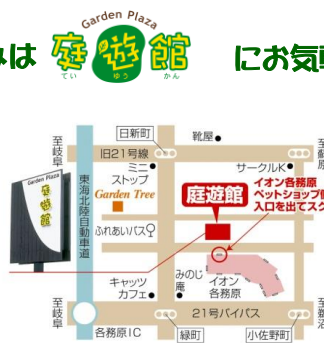 Garden Plaza
みは 庭遊館 にお気軽
てい ゆう かん
日新町
靴屋
至岐阜
旧21号線
ミニストップ
サークルK
Garden Plaza
庭遊館
東海北陸自動車道
Garden Tree
庭遊館
イオン各務原
ペットショップ側
入口を出てスグ
ふれあいバス
キャッツカフェ
みのじ庵
イオン各務原
至岐阜
21号バイパス
至鵜沼
各務原IC
緑町
小佐野町